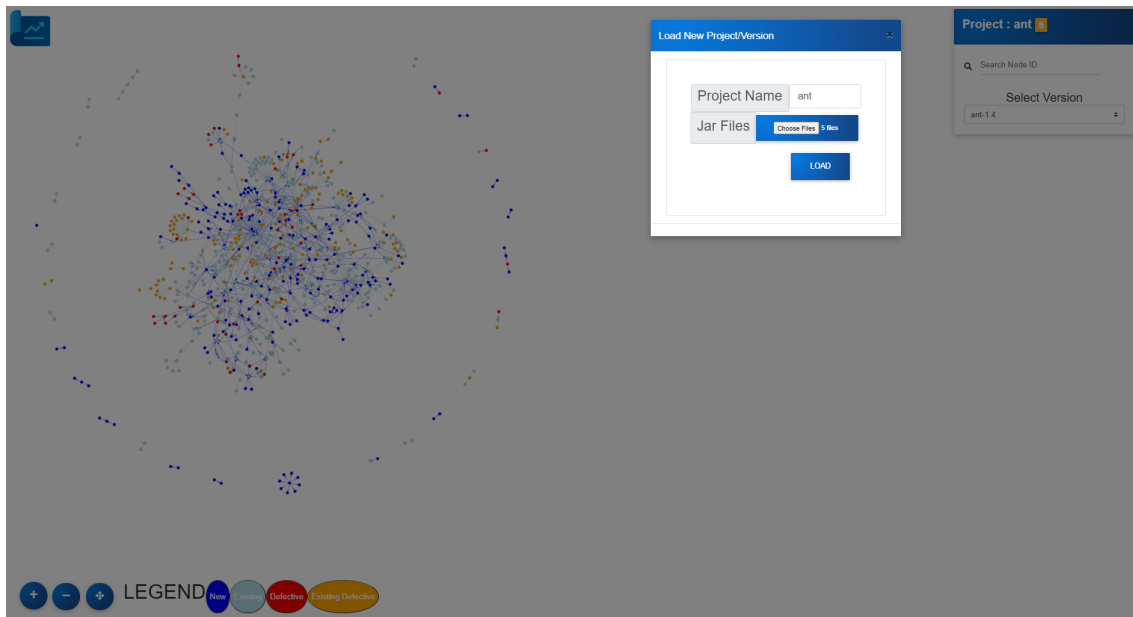 Load New Project/Version
×
Project Name ant
Jar Files Choose Files 5 files
LOAD
Project : ant 5
Search Node ID
Select Version
ant-1.4
+ −
LEGEND New Existing Defective Existing Defective